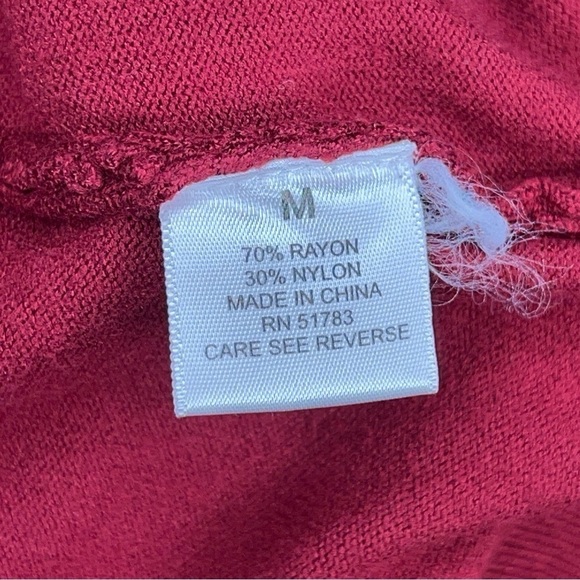 M
70% RAYON
30% NYLON
MADE IN CHINA
RN 51783
CARE SEE REVERSE